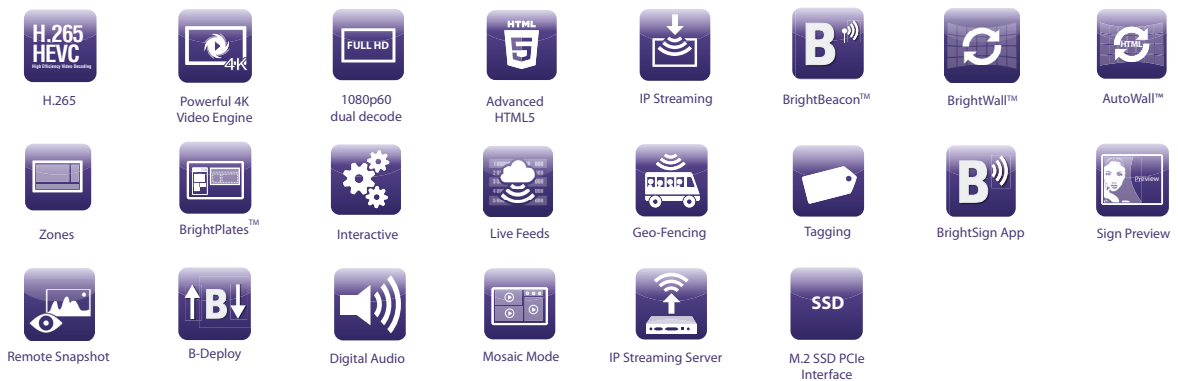 H.265
HEVC
High Efficiency Video Decoding
4K
FULL HD
HTML
5
B
HTML
H.265
Powerful 4K
Video Engine
1080p60
dual decode
Advanced
HTML5
IP Streaming
BrightBeacon™
BrightWall™
AutoWall™
B
Preview
Zones
BrightPlates™
Interactive
Live Feeds
Geo-Fencing
Tagging
BrightSign App
Sign Preview
B
SSD
Remote Snapshot
B-Deploy
Digital Audio
Mosaic Mode
IP Streaming Server
M.2 SSD PCIe
Interface